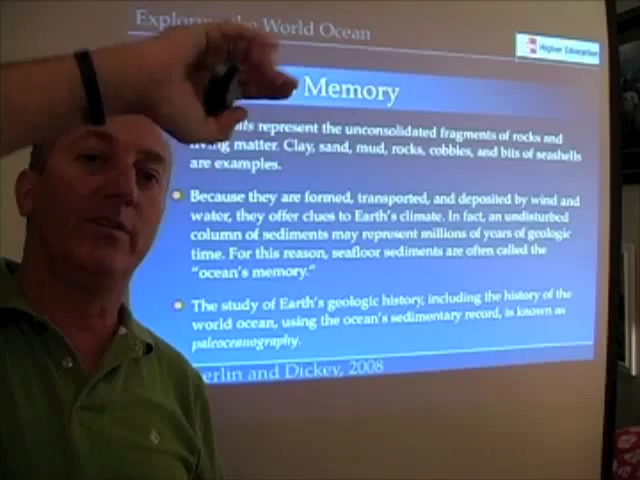 Exploring the World Ocean
Higher Education
Memory
represent the unconsolidated fragments of rocks and
living matter. Clay, sand, mud, rocks, cobbles, and bits of seashells
are examples.
Because they are formed, transported, and deposited by wind and
water, they offer clues to Earth's climate. In fact, an undisturbed
column of sediments may represent millions of years of geologic
time. For this reason, seafloor sediments are often called the
"ocean's memory."
The study of Earth's geologic history, including the history of the
world ocean, using the ocean's sedimentary record, is known as
paleoceanography.
erlin and Dickey, 2008